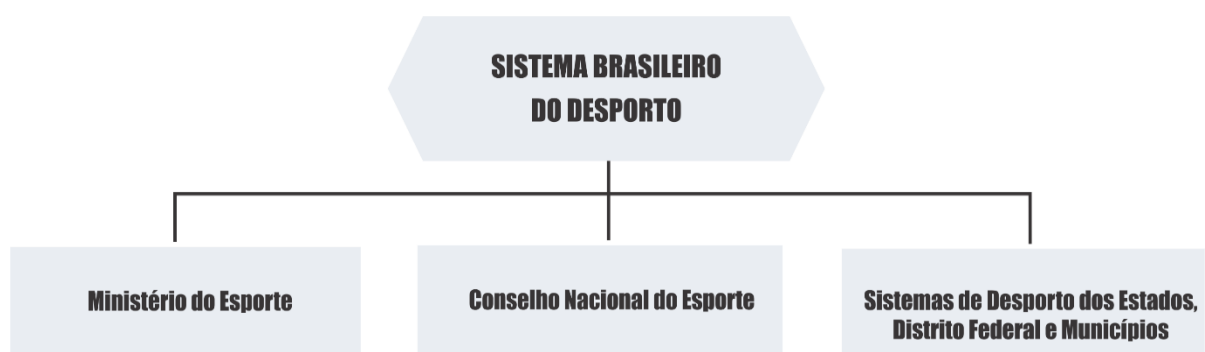 SISTEMA BRASILEIRO
DO DESPORTO
Ministério do Esporte
Conselho Nacional do Esporte
Sistemas de Desporto dos Estados,
Distrito Federal e Municípios